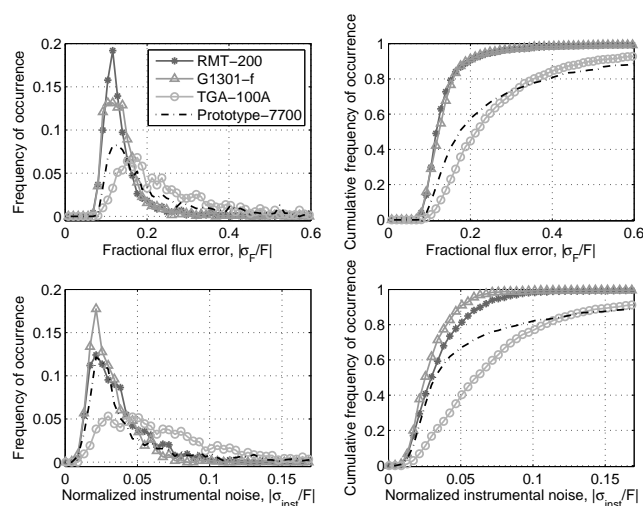 0.2
0.15
0.1
0.05
0
Frequency of occurrence
RMT−200
G1301−f
TGA−100A
Prototype−7700
0 0.2 0.4 0.6
Fractional flux error, |σF/F|
1
0.8
0.6
0.4
0.2
0
Cumulative frequency of occurrence
0 0.2 0.4 0.6
Fractional flux error, |σF/F|
0.2
0.15
0.1
0.05
0
Frequency of occurrence
0 0.05 0.1 0.15
Normalized instrumental noise, |σinst/F|
1
0.8
0.6
0.4
0.2
0
Cumulative frequency of occurrence
0 0.05 0.1 0.15
Normalized instrumental noise, |σinst/F|